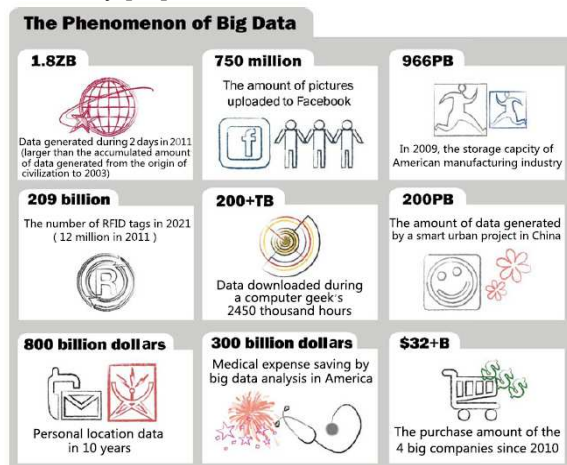 The Phenomenon of Big Data
1.8ZB
Data generated during 2 days in 2011
(larger than the accumulated amount
of data generated from the origin of
civilization to 2003)
750 million
The amount of pictures
uploaded to Facebook
f
966PB
In 2009, the storage capcity of
American manufacturing industry
209 billion
The number of RFID tags in 2021
( 12 million in 2011 )
R
200+TB
Data downloaded during
a computer geek's
2450 thousand hours
200PB
The amount of data generated
by a smart urban project in China
800 billion dollars
Personal location data
in 10 years
300 billion dollars
Medical expense saving by
big data analysis in America
$32+B
$$$
The purchase amount of the
4 big companies since 2010